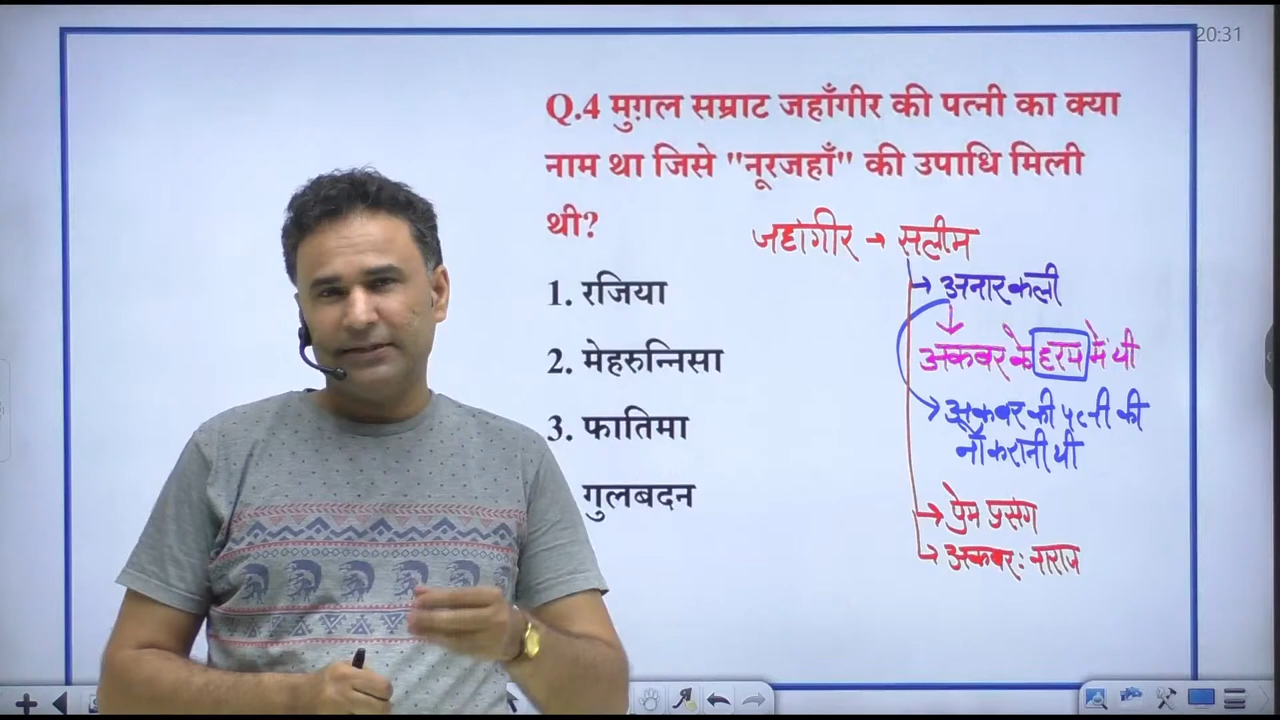 20:31
Q.4 मुग़ल सम्राट जहाँगीर की पत्नी का क्या
नाम था जिसे "नूरजहाँ" की उपाधि मिली
थी?
जहांगीर → सलीम
1. रजिया
→ अनारकली
2. मेहरुन्निसा
अकबर के हरम में थी
3. फातिमा
→ अकबर की पत्नी की
नौकरानी थी
गुलबदन
→ प्रेम प्रसंग
→ अकबर : नाराज